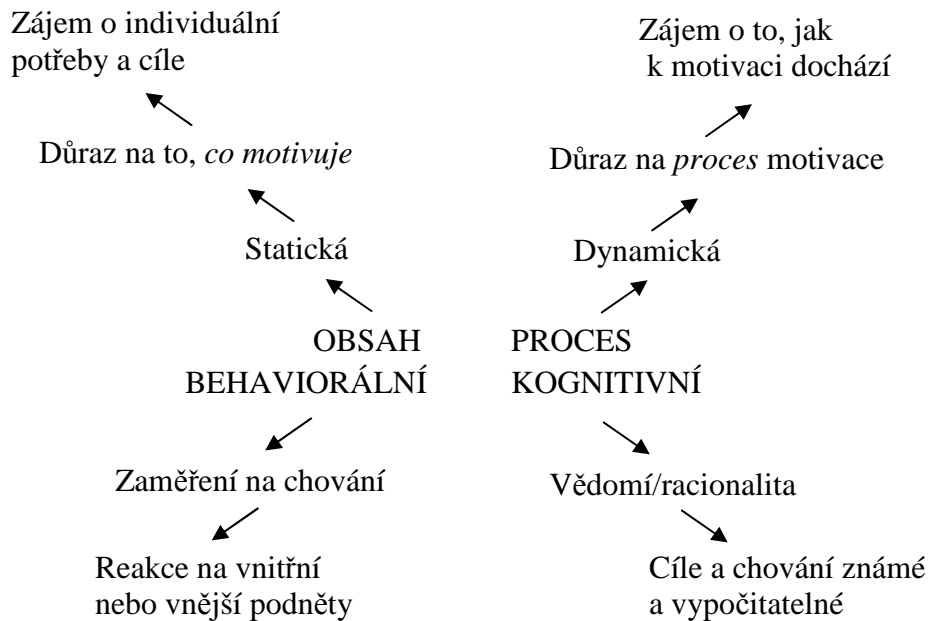 Zájem o individuální
potřeby a cíle
Zájem o to, jak
k motivaci dochází
Důraz na to, co motivuje
Důraz na proces motivace
Statická
Dynamická
OBSAH
PROCES
BEHAVIORÁLNÍ
KOGNITIVNÍ
Zaměření na chování
Vědomí/racionalita
Reakce na vnitřní
nebo vnější podněty
Cíle a chování známé
a vypočitatelné